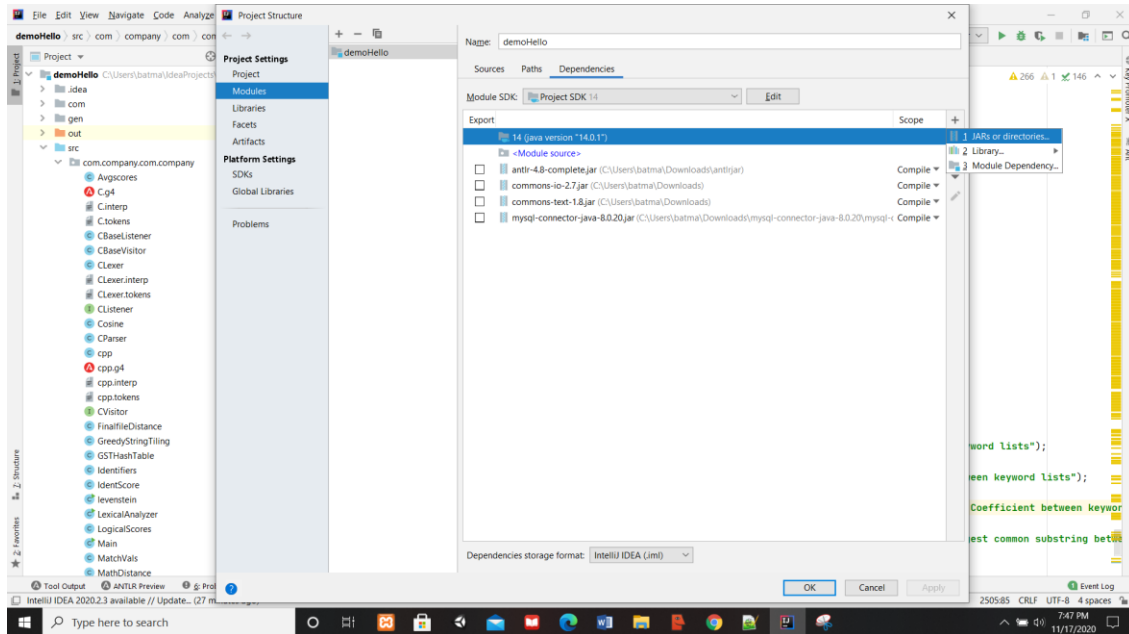 File Edit View Navigate Code Analyze
Project Structure
demoHello src com company com con
Project
demoHello C:\Users\batma\IdeaProjects
.idea
com
gen
out
src
com.company.com.company
Avgscores
C.g4
C.interp
C.tokens
CBaseListener
CBaseVisitor
CLexer
CLexer.interp
CLexer.tokens
CListener
Cosine
CParser
cpp
cpp.g4
cpp.interp
cpp.tokens
CVisitor
FinalfileDistance
GreedyStringTiling
GSTHashTable
Identifiers
IdentScore
levenstein
LexicalAnalyzer
LogicalScores
Main
MatchVals
MathDistance
1: Project
7: Structure
2: Favorites
Project Settings
Project
Modules
Libraries
Facets
Artifacts
Platform Settings
SDKs
Global Libraries
Problems
demoHello
Name: demoHello
Sources Paths Dependencies
Module SDK: Project SDK 14 Edit
Export Scope
14 (java version "14.0.1")
<Module source>
antlr-4.8-complete.jar (C:\Users\batma\Downloads\antlrjar) Compile
commons-io-2.7.jar (C:\Users\batma\Downloads) Compile
commons-text-1.8.jar (C:\Users\batma\Downloads) Compile
mysql-connector-java-8.0.20.jar (C:\Users\batma\Downloads\mysql-connector-java-8.0.20\mysql-c Compile
1 JARs or directories...
2 Library...
3 Module Dependency...
Dependencies storage format: IntelliJ IDEA (.iml)
OK Cancel Apply
266 1 146
Key Promoter X
word lists");
een keyword lists");
Coefficient between keywor
est common substring betwe
Tool Output ANTLR Preview 6: Prol
Event Log
IntelliJ IDEA 2020.2.3 available // Update... (27 minutes ago)
2505:85 CRLF UTF-8 4 spaces
Type here to search
7:47 PM
11/17/2020